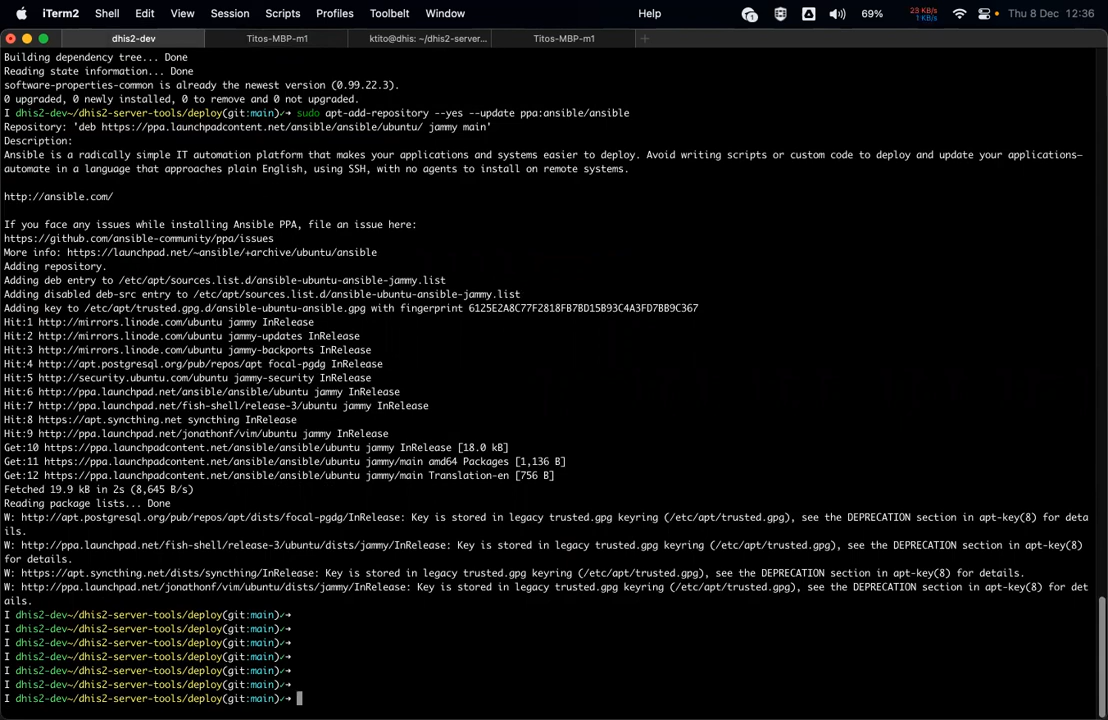 iTerm2 Shell Edit View Session Scripts Profiles Toolbelt Window Help 69% 23 KB/s 1 KB/s Thu 8 Dec 12:36
dhis2-dev Titos-MBP-m1 ktito@dhis: ~/dhis2-server... Titos-MBP-m1 +
Building dependency tree... Done
Reading state information... Done
software-properties-common is already the newest version (0.99.22.3).
0 upgraded, 0 newly installed, 0 to remove and 0 not upgraded.
I dhis2-dev~/dhis2-server-tools/deploy(git:main)✓➜ sudo apt-add-repository --yes --update ppa:ansible/ansible
Repository: 'deb https://ppa.launchpadcontent.net/ansible/ansible/ubuntu/ jammy main'
Description:
Ansible is a radically simple IT automation platform that makes your applications and systems easier to deploy. Avoid writing scripts or custom code to deploy and update your applications—
automate in a language that approaches plain English, using SSH, with no agents to install on remote systems.
http://ansible.com/
If you face any issues while installing Ansible PPA, file an issue here:
https://github.com/ansible-community/ppa/issues
More info: https://launchpad.net/~ansible/+archive/ubuntu/ansible
Adding repository.
Adding deb entry to /etc/apt/sources.list.d/ansible-ubuntu-ansible-jammy.list
Adding disabled deb-src entry to /etc/apt/sources.list.d/ansible-ubuntu-ansible-jammy.list
Adding key to /etc/apt/trusted.gpg.d/ansible-ubuntu-ansible.gpg with fingerprint 6125E2A8C77F2818FB7BD15B93C4A3FD7BB9C367
Hit:1 http://mirrors.linode.com/ubuntu jammy InRelease
Hit:2 http://mirrors.linode.com/ubuntu jammy-updates InRelease
Hit:3 http://mirrors.linode.com/ubuntu jammy-backports InRelease
Hit:4 http://apt.postgresql.org/pub/repos/apt focal-pgdg InRelease
Hit:5 http://security.ubuntu.com/ubuntu jammy-security InRelease
Hit:6 http://ppa.launchpad.net/ansible/ansible/ubuntu jammy InRelease
Hit:7 http://ppa.launchpad.net/fish-shell/release-3/ubuntu jammy InRelease
Hit:8 https://apt.syncthing.net syncthing InRelease
Hit:9 http://ppa.launchpad.net/jonathonf/vim/ubuntu jammy InRelease
Get:10 https://ppa.launchpadcontent.net/ansible/ansible/ubuntu jammy InRelease [18.0 kB]
Get:11 https://ppa.launchpadcontent.net/ansible/ansible/ubuntu jammy/main amd64 Packages [1,136 B]
Get:12 https://ppa.launchpadcontent.net/ansible/ansible/ubuntu jammy/main Translation-en [756 B]
Fetched 19.9 kB in 2s (8,645 B/s)
Reading package lists... Done
W: http://apt.postgresql.org/pub/repos/apt/dists/focal-pgdg/InRelease: Key is stored in legacy trusted.gpg keyring (/etc/apt/trusted.gpg), see the DEPRECATION section in apt-key(8) for deta
ils.
W: http://ppa.launchpad.net/fish-shell/release-3/ubuntu/dists/jammy/InRelease: Key is stored in legacy trusted.gpg keyring (/etc/apt/trusted.gpg), see the DEPRECATION section in apt-key(8)
for details.
W: https://apt.syncthing.net/dists/syncthing/InRelease: Key is stored in legacy trusted.gpg keyring (/etc/apt/trusted.gpg), see the DEPRECATION section in apt-key(8) for details.
W: http://ppa.launchpad.net/jonathonf/vim/ubuntu/dists/jammy/InRelease: Key is stored in legacy trusted.gpg keyring (/etc/apt/trusted.gpg), see the DEPRECATION section in apt-key(8) for det
ails.
I dhis2-dev~/dhis2-server-tools/deploy(git:main)✓➜
I dhis2-dev~/dhis2-server-tools/deploy(git:main)✓➜
I dhis2-dev~/dhis2-server-tools/deploy(git:main)✓➜
I dhis2-dev~/dhis2-server-tools/deploy(git:main)✓➜
I dhis2-dev~/dhis2-server-tools/deploy(git:main)✓➜
I dhis2-dev~/dhis2-server-tools/deploy(git:main)✓➜
I dhis2-dev~/dhis2-server-tools/deploy(git:main)✓➜